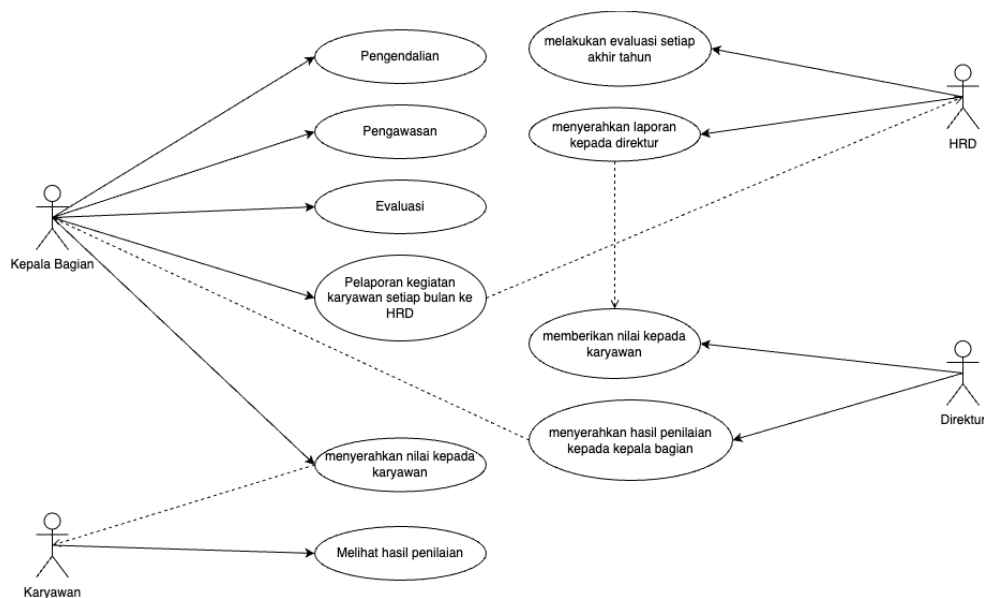 Pengendalian
melakukan evaluasi setiap
akhir tahun
Pengawasan
menyerahkan laporan
kepada direktur
HRD
Evaluasi
Kepala Bagian
Pelaporan kegiatan
karyawan setiap bulan ke
HRD
memberikan nilai kepada
karyawan
Direktur
menyerahkan hasil penilaian
kepada kepala bagian
menyerahkan nilai kepada
karyawan
Melihat hasil penilaian
Karyawan